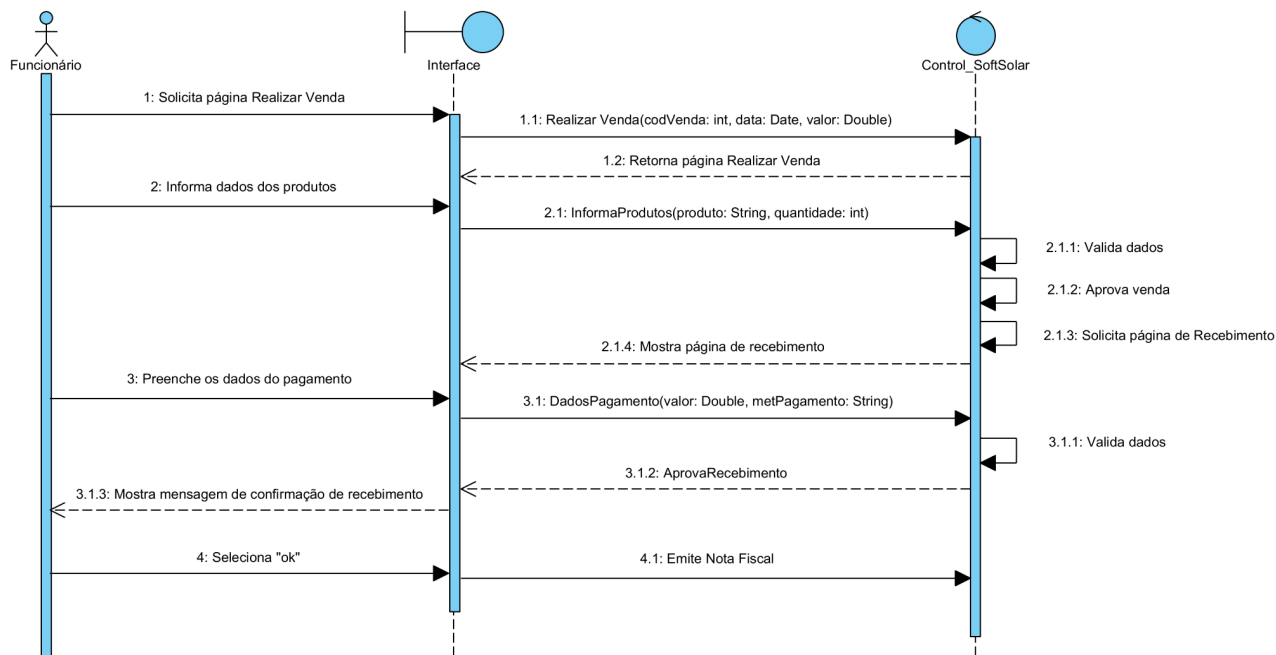 Funcionário
Interface
Control_SoftSolar
1: Solicita página Realizar Venda
1.1: Realizar Venda(codVenda: int, data: Date, valor: Double)
1.2: Retorna página Realizar Venda
2: Informa dados dos produtos
2.1: InformaProdutos(produto: String, quantidade: int)
2.1.1: Valida dados
2.1.2: Aprova venda
2.1.3: Solicita página de Recebimento
2.1.4: Mostra página de recebimento
3: Preenche os dados do pagamento
3.1: DadosPagamento(valor: Double, metPagamento: String)
3.1.1: Valida dados
3.1.2: AprovaRecebimento
3.1.3: Mostra mensagem de confirmação de recebimento
4: Seleciona "ok"
4.1: Emite Nota Fiscal